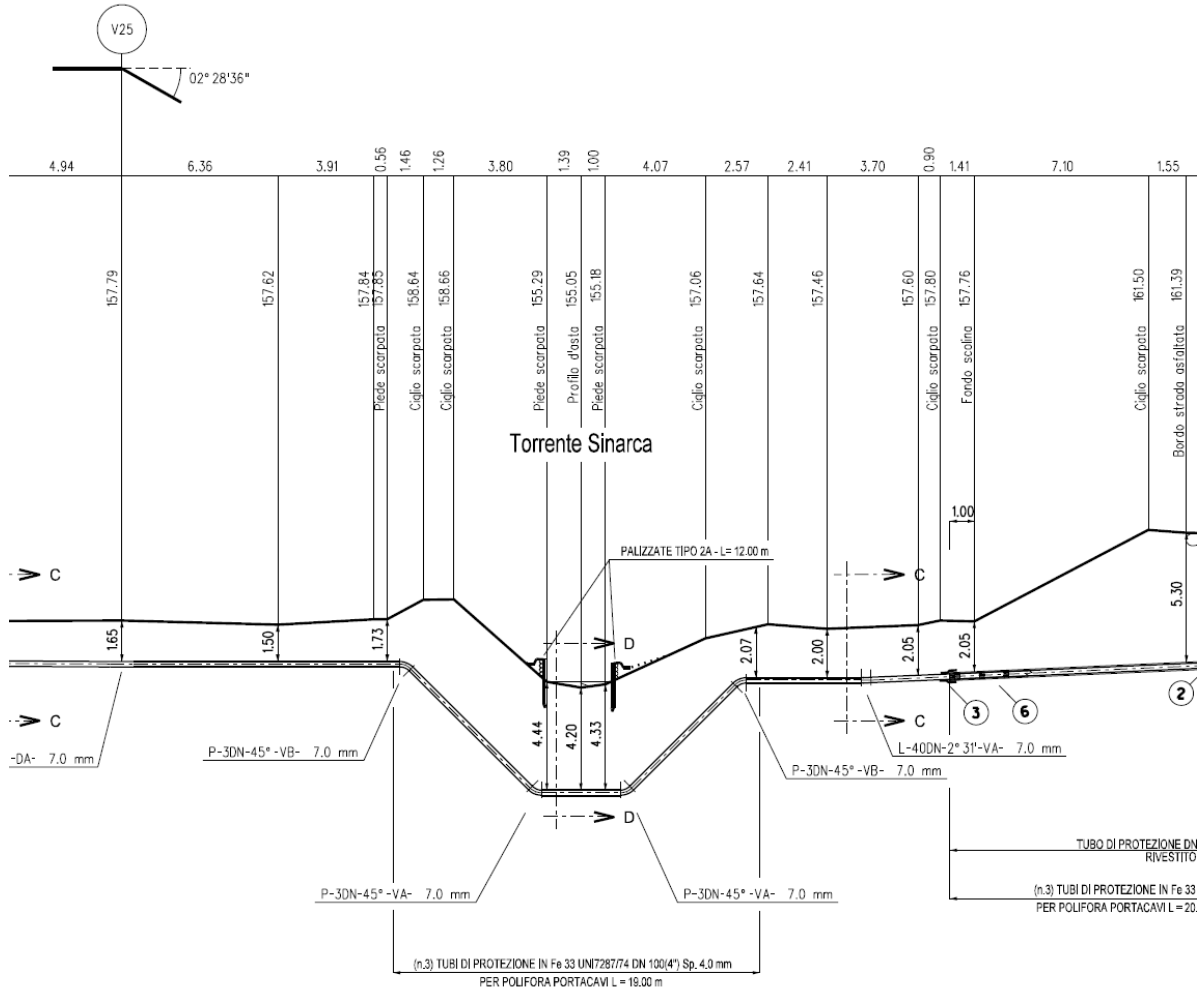 V25
02° 28'36"
4.94 6.36 3.91 0.56 1.46 1.26 3.80 1.39 1.00 4.07 2.57 2.41 3.70 0.90 1.41 7.10 1.55
157.79
157.62
157.84
Piede scarpata 157.85
Ciglio scarpata 158.64
Ciglio scarpata 158.66
Piede scarpata 155.29
Profilo d'asta 155.05
Piede scarpata 155.18
Ciglio scarpata 157.06
157.64
157.46
157.60
Ciglio scarpata 157.80
Fondo scolina 157.76
Ciglio scarpata 161.50
Bordo strada asfaltata 161.39
Torrente Sinarca
1.00
PALIZZATE TIPO 2A - L= 12.00 m
C
C
5.30
1.65
1.50
1.73
D
2.07
2.00
2.05
2.05
4.44
4.20
4.33
C
C
3
6
2
-DA- 7.0 mm
P-3DN-45° -VB- 7.0 mm
L-40DN-2° 31'-VA- 7.0 mm
P-3DN-45° -VB- 7.0 mm
D
TUBO DI PROTEZIONE DN
RIVESTITO
P-3DN-45° -VA- 7.0 mm
P-3DN-45° -VA- 7.0 mm
(n.3) TUBI DI PROTEZIONE IN Fe 33
PER POLIFORA PORTACAVI L = 20.
(n.3) TUBI DI PROTEZIONE IN Fe 33 UNI7287/74 DN 100(4") Sp. 4.0 mm
PER POLIFORA PORTACAVI L = 19.00 m